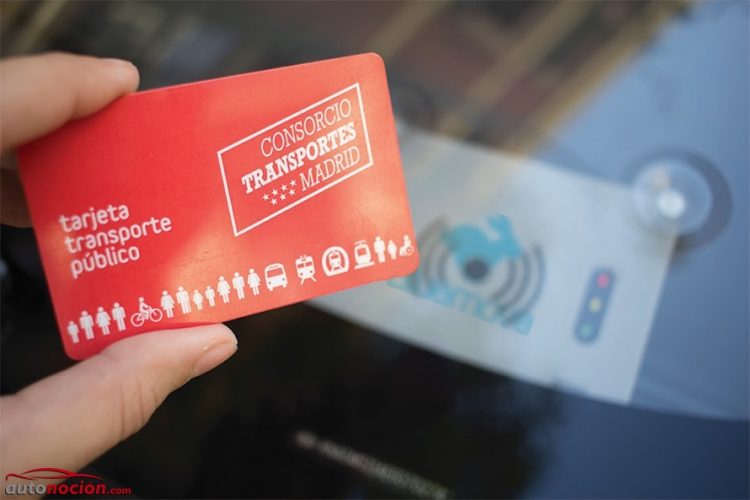 CONSORCIO
TRANSPORTES
MADRID
tarjeta
transporte
público
autonoción.com